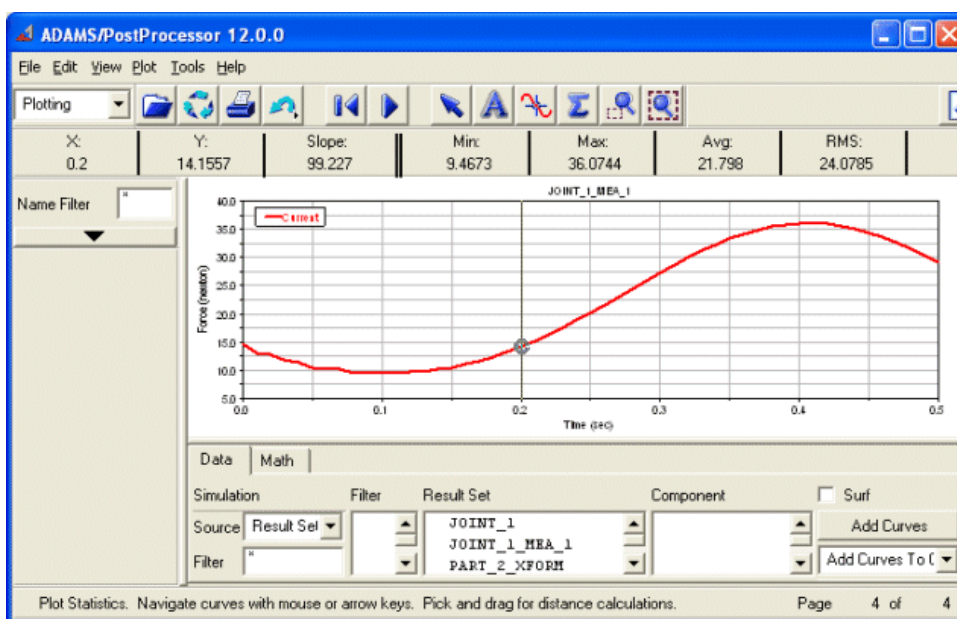 ADAMS/PostProcessor 12.0.0
File Edit View Plot Tools Help
Plotting
X: Y: Slope: Min: Max: Avg: RMS:
0.2 14.1557 99.227 9.4673 36.0744 21.798 24.0785
Name Filter *
JOINT_1_MEA_1
Current
40.0
35.0
30.0
25.0
20.0
15.0
10.0
5.0
Force (newton)
0.0 0.1 0.2 0.3 0.4 0.5
Time (sec)
Data Math
Simulation Filter Result Set Component Surf
Source Result Set
JOINT_1
JOINT_1_MEA_1
PART_2_XFORM
Add Curves
Filter *
Add Curves To C
Plot Statistics. Navigate curves with mouse or arrow keys. Pick and drag for distance calculations. Page 4 of 4